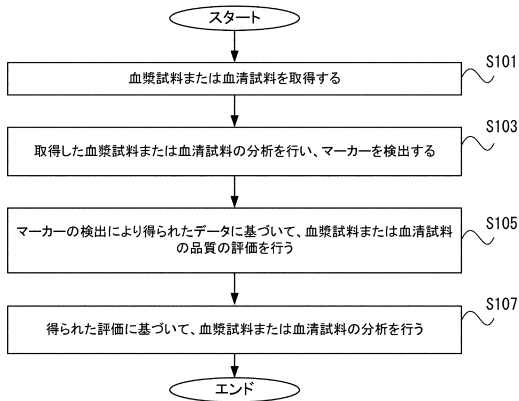 スタート
S101
血漿試料または血清試料を取得する
S103
取得した血漿試料または血清試料の分析を行い、マーカーを検出する
S105
マーカーの検出により得られたデータに基づいて、血漿試料または血清試料
の品質の評価を行う
S107
得られた評価に基づいて、血漿試料または血清試料の分析を行う
エンド